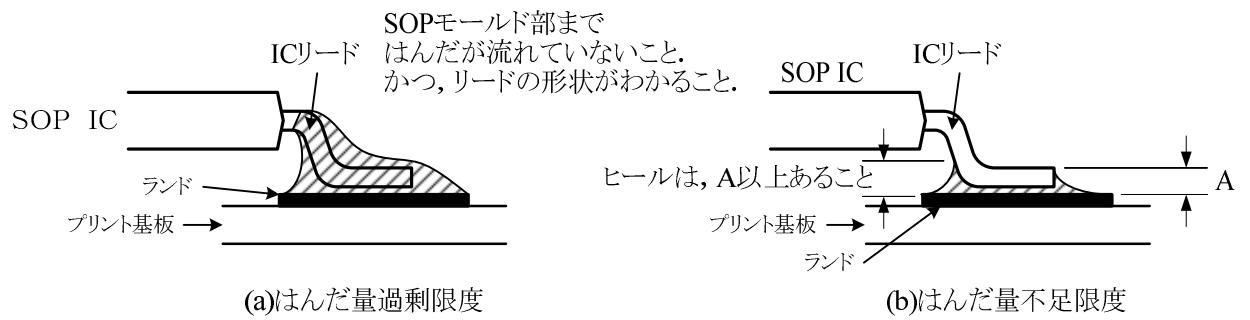 SOPモールド部まで
はんだが流れていないこと.
かつ, リードの形状がわかること.
ICリード
SOP IC
ランド
プリント基板
(a)はんだ量過剰限度
ICリード
SOP IC
ヒールは, A以上あること
A
プリント基板
ランド
(b)はんだ量不足限度